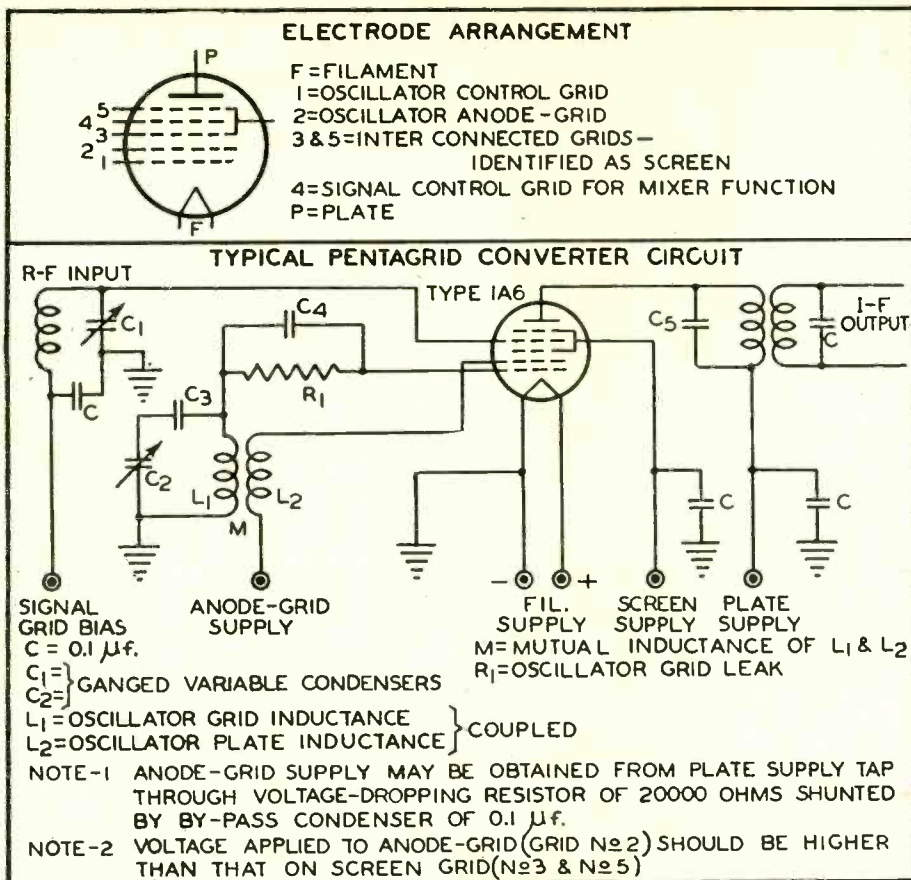 ELECTRODE ARRANGEMENT
P
5
4
3
2
1
F
F=FILAMENT
1=OSCILLATOR CONTROL GRID
2=OSCILLATOR ANODE-GRID
3&5=INTER CONNECTED GRIDS—
IDENTIFIED AS SCREEN
4=SIGNAL CONTROL GRID FOR MIXER FUNCTION
P=PLATE
TYPICAL PENTAGRID CONVERTER CIRCUIT
R-F INPUT
TYPE 1A6
C1
C4
C5
I-F
OUTPUT
C
C
R1
C3
C2
L1
L2
M
C
C
- +
SIGNAL
GRID BIAS
ANODE-GRID
SUPPLY
FIL.
SUPPLY
SCREEN
SUPPLY
PLATE
SUPPLY
C = 0.1 µf.
C1=
C2=} GANGED VARIABLE CONDENSERS
M=MUTUAL INDUCTANCE OF L1 & L2
R1=OSCILLATOR GRID LEAK
L1=OSCILLATOR GRID INDUCTANCE
L2=OSCILLATOR PLATE INDUCTANCE} COUPLED
NOTE-1 ANODE-GRID SUPPLY MAY BE OBTAINED FROM PLATE SUPPLY TAP
THROUGH VOLTAGE-DROPPING RESISTOR OF 20000 OHMS SHUNTED
BY BY-PASS CONDENSER OF 0.1 µf.
NOTE-2 VOLTAGE APPLIED TO ANODE-GRID (GRID No2) SHOULD BE HIGHER
THAN THAT ON SCREEN GRID (No3 & No5)